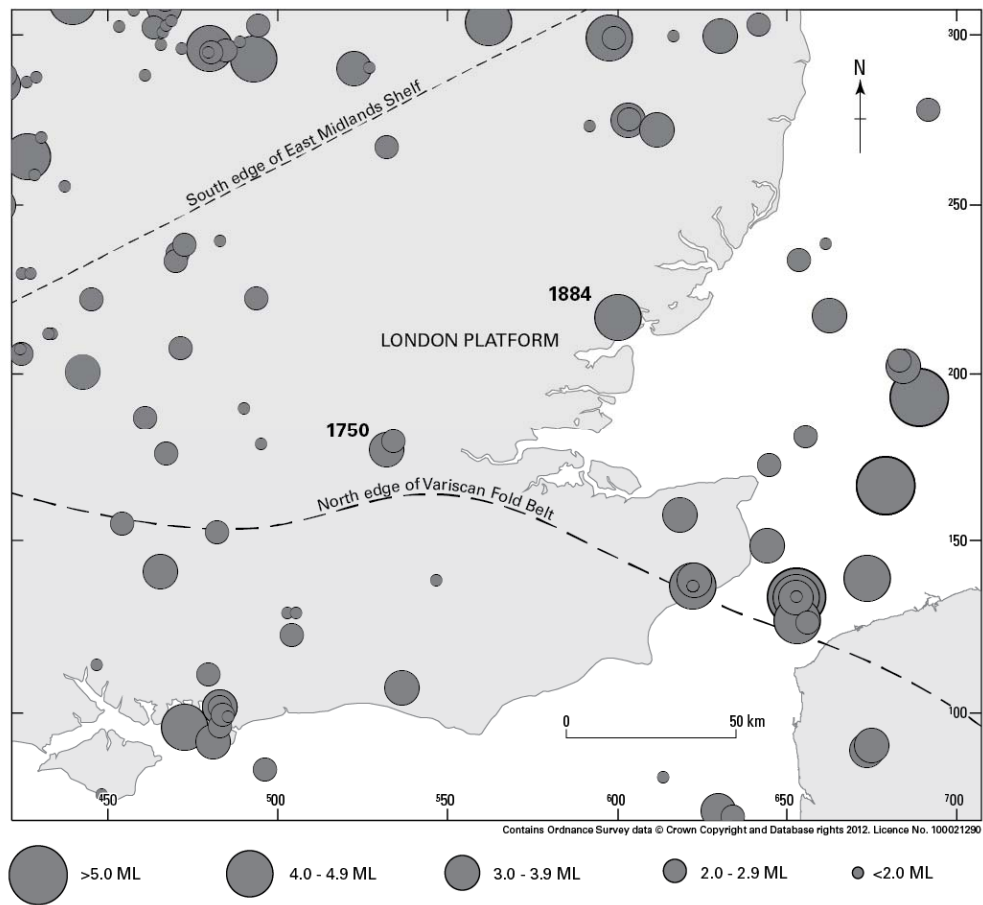 300
N
South edge of East Midlands Shelf
250
1884
LONDON PLATFORM
200
1750
North edge of Variscan Fold Belt
150
0 50 km
100
450 500 550 600 650 700
Contains Ordnance Survey data © Crown Copyright and Database rights 2012. Licence No. 100021290
>5.0 ML 4.0 - 4.9 ML 3.0 - 3.9 ML 2.0 - 2.9 ML <2.0 ML